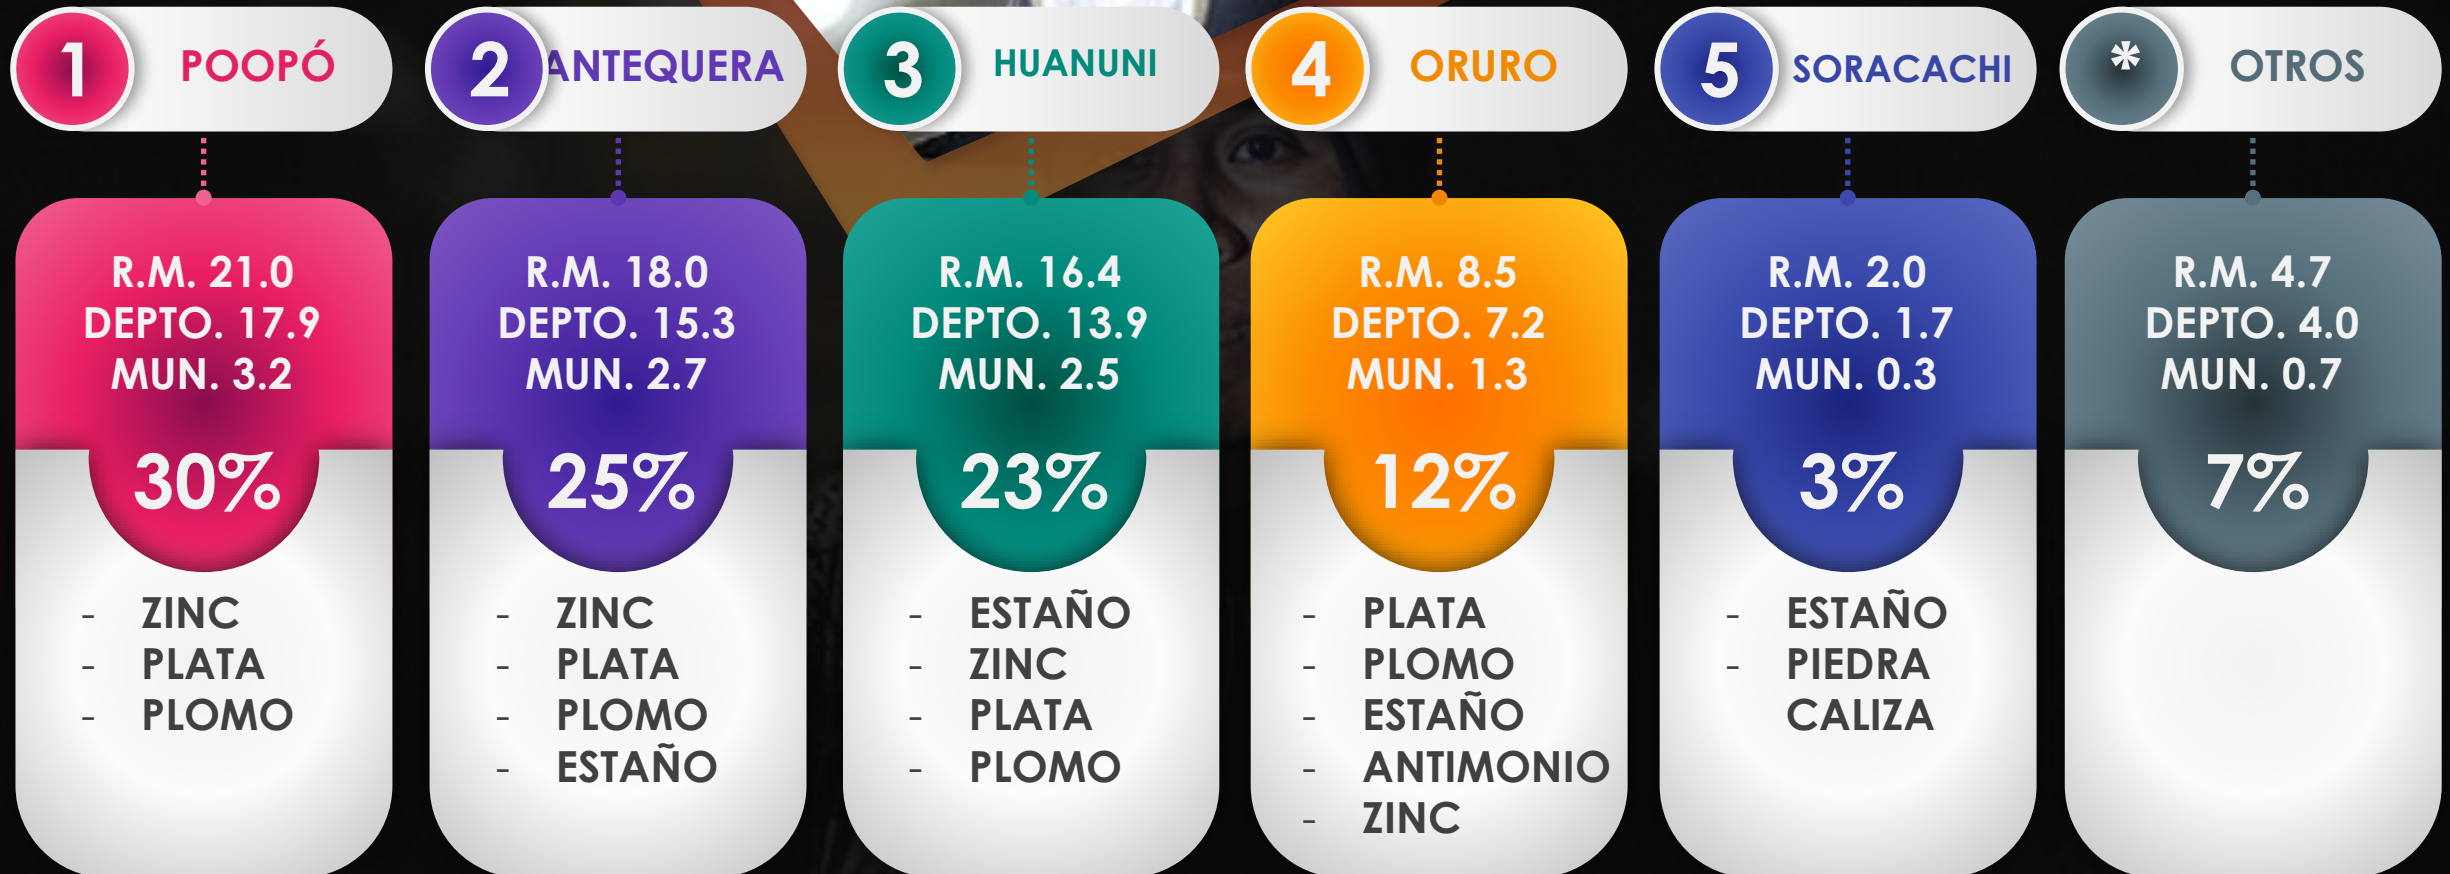 1 POOPÓ
R.M. 21.0
DEPTO. 17.9
MUN. 3.2
30%
- ZINC
- PLATA
- PLOMO
2 ANTEQUERA
R.M. 18.0
DEPTO. 15.3
MUN. 2.7
25%
- ZINC
- PLATA
- PLOMO
- ESTAÑO
3 HUANUNI
R.M. 16.4
DEPTO. 13.9
MUN. 2.5
23%
- ESTAÑO
- ZINC
- PLATA
- PLOMO
4 ORURO
R.M. 8.5
DEPTO. 7.2
MUN. 1.3
12%
- PLATA
- PLOMO
- ESTAÑO
- ANTIMONIO
- ZINC
5 SORACACHI
R.M. 2.0
DEPTO. 1.7
MUN. 0.3
3%
- ESTAÑO
- PIEDRA
CALIZA
* OTROS
R.M. 4.7
DEPTO. 4.0
MUN. 0.7
7%